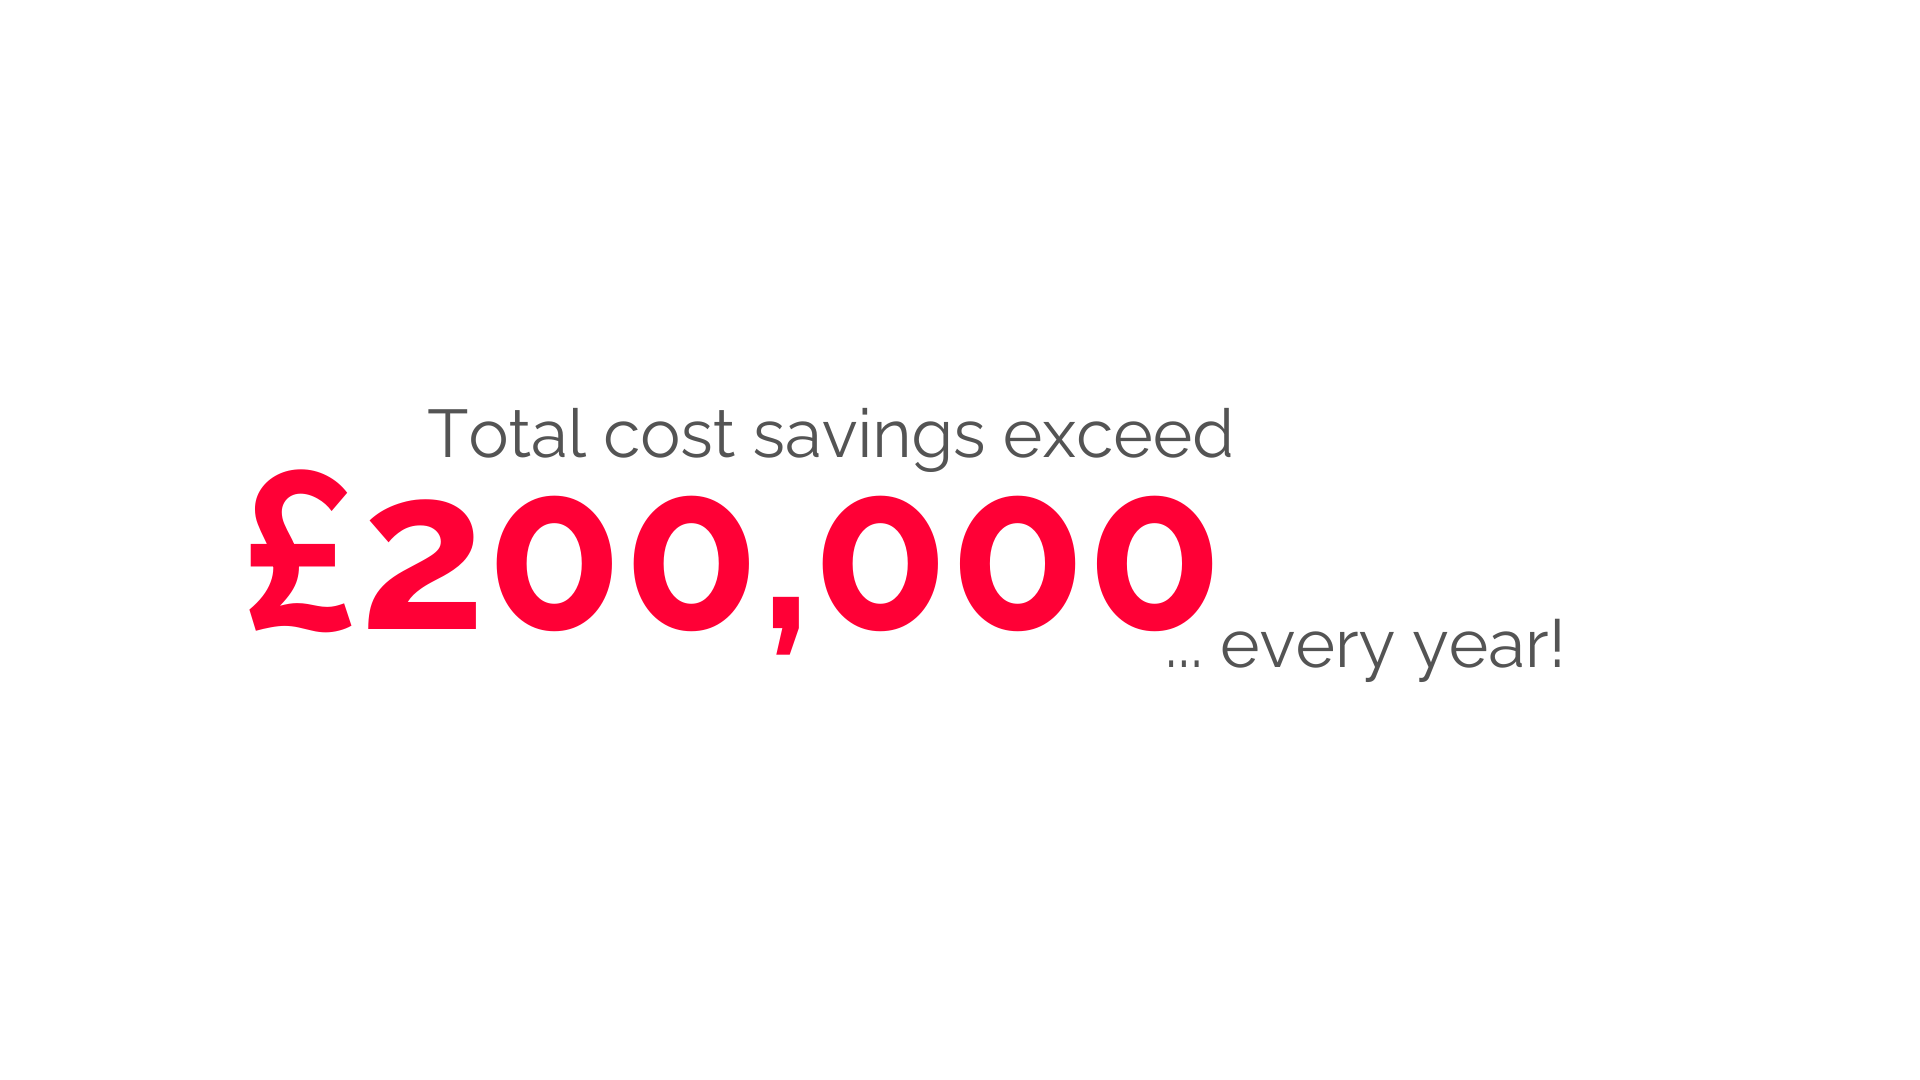 Total cost savings exceed
£200,000
... every year!